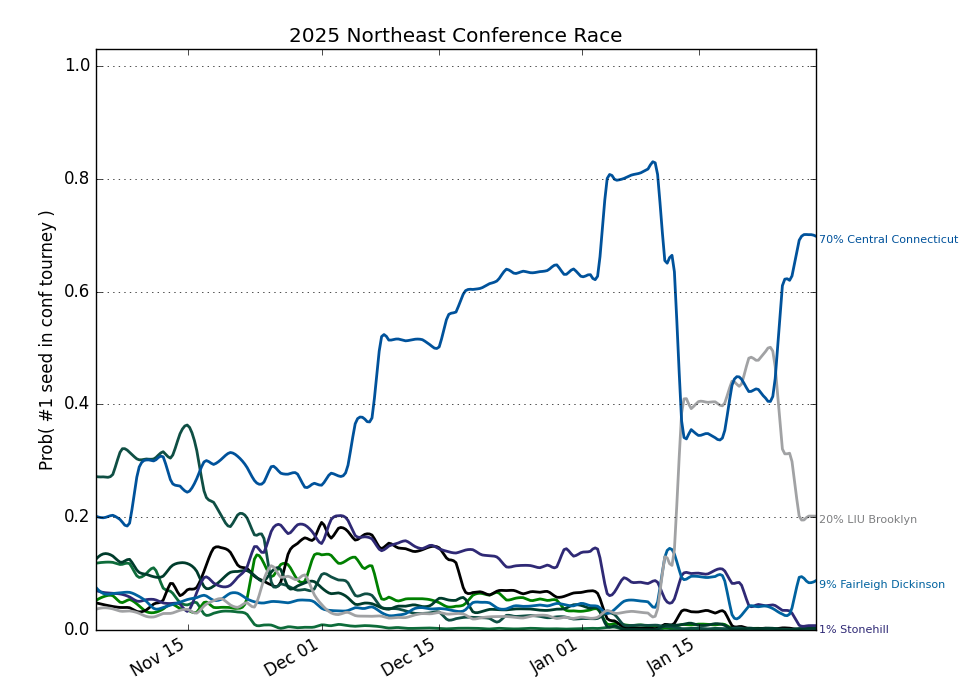 2025 Northeast Conference Race
Prob( #1 seed in conf tourney )
1.0
0.8
0.6
0.4
0.2
0.0
70% Central Connecticut
20% LIU Brooklyn
9% Fairleigh Dickinson
1% Stonehill
Nov 15
Dec 01
Dec 15
Jan 01
Jan 15